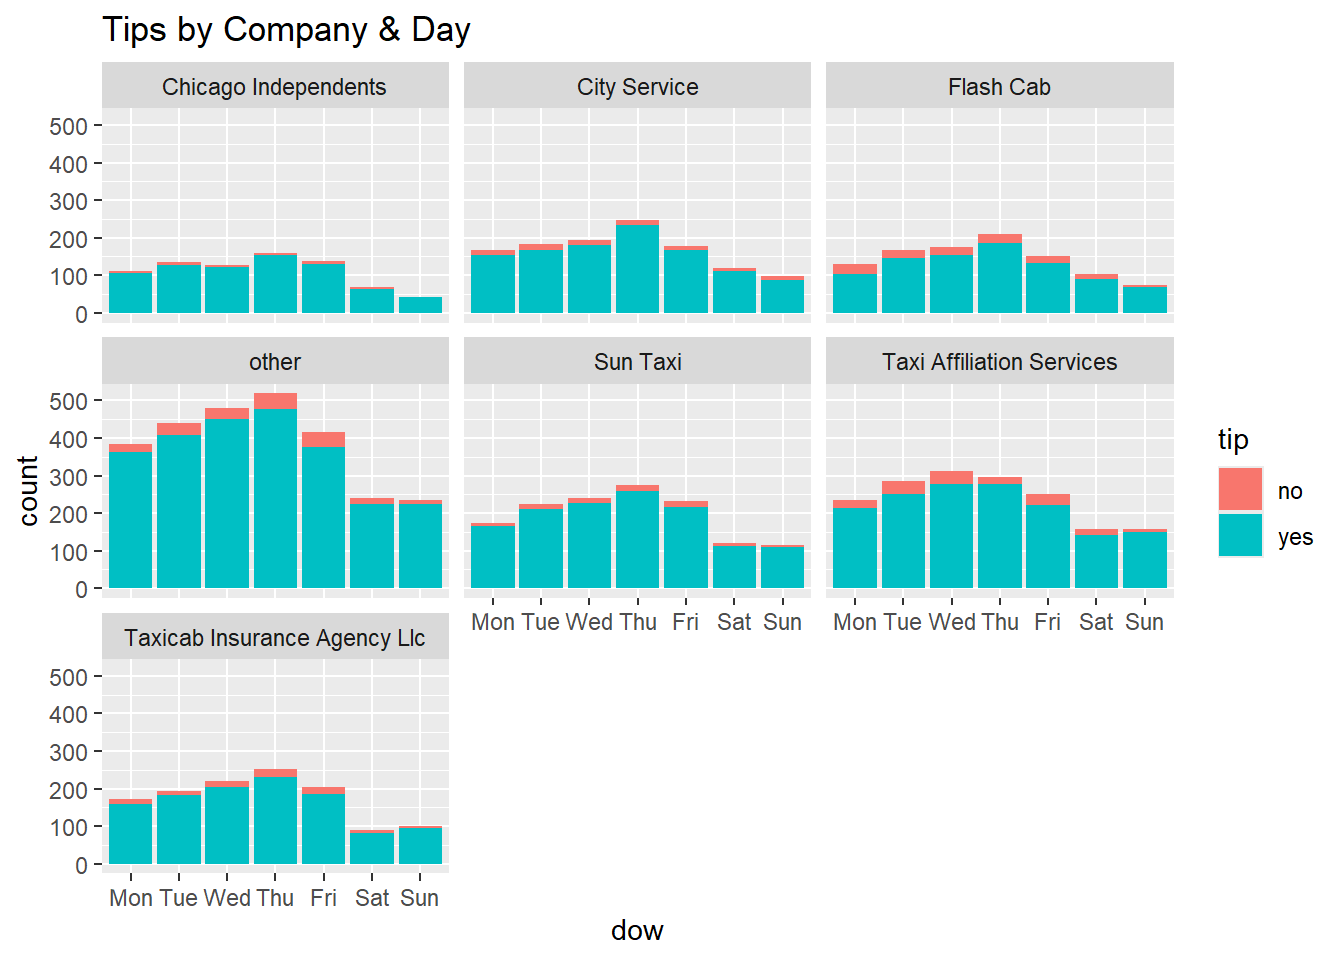 Tips by Company & Day
Chicago Independents
City Service
Flash Cab
500
400
300
200
100
0
other
Sun Taxi
Taxi Affiliation Services
500
400
300
200
100
0
Mon Tue Wed Thu Fri Sat Sun
Mon Tue Wed Thu Fri Sat Sun
Taxicab Insurance Agency Llc
500
400
300
200
100
0
Mon Tue Wed Thu Fri Sat Sun
count
dow
tip
no
yes